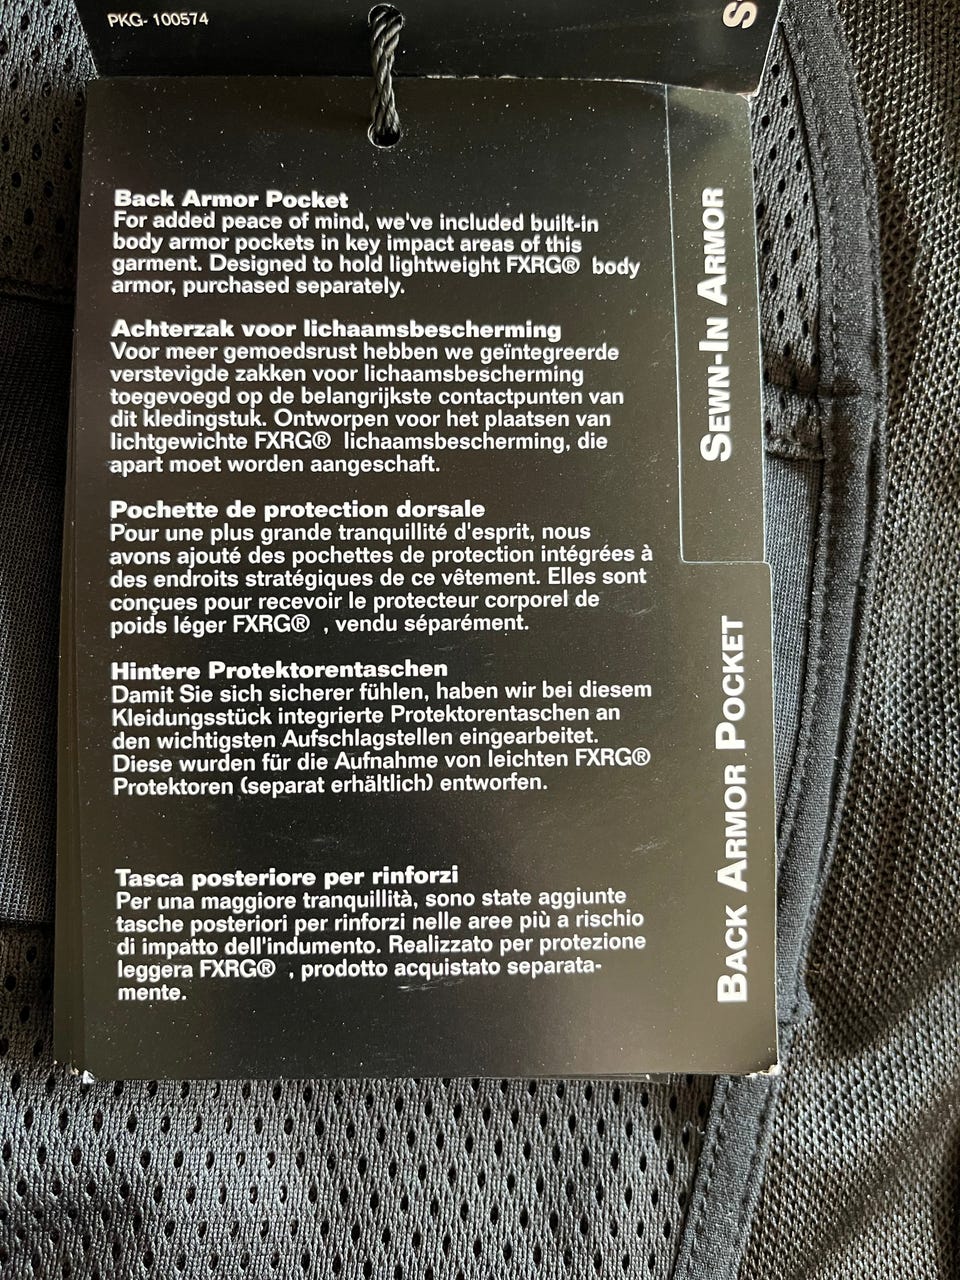 PKG- 100574
Back Armor Pocket
For added peace of mind, we've included built-in
body armor pockets in key impact areas of this
garment. Designed to hold lightweight FXRG® body
armor, purchased separately.
Achterzak voor lichaamsbescherming
Voor meer gemoedsrust hebben we geïntegreerde
verstevigde zakken voor lichaamsbescherming
toegevoegd op de belangrijkste contactpunten van
dit kledingstuk. Ontworpen voor het plaatsen van
lichtgewichte FXRG® lichaamsbescherming, die
apart moet worden aangeschaft.
Pochette de protection dorsale
Pour une plus grande tranquillité d'esprit, nous
avons ajouté des pochettes de protection intégrées à
des endroits stratégiques de ce vêtement. Elles sont
conçues pour recevoir le protecteur corporel de
poids léger FXRG® , vendu séparément.
Hintere Protektorentaschen
Damit Sie sich sicherer fühlen, haben wir bei diesem
Kleidungsstück integrierte Protektorentaschen an
den wichtigsten Aufschlagstellen eingearbeitet.
Diese wurden für die Aufnahme von leichten FXRG®
Protektoren (separat erhältlich) entworfen.
Tasca posteriore per rinforzi
Per una maggiore tranquillità, sono state aggiunte
tasche posteriori per rinforzi nelle aree più a rischio
di impatto dell'indumento. Realizzato per protezione
leggera FXRG® , prodotto acquistato separata-
mente.
SEWN-IN ARMOR
BACK ARMOR POCKET